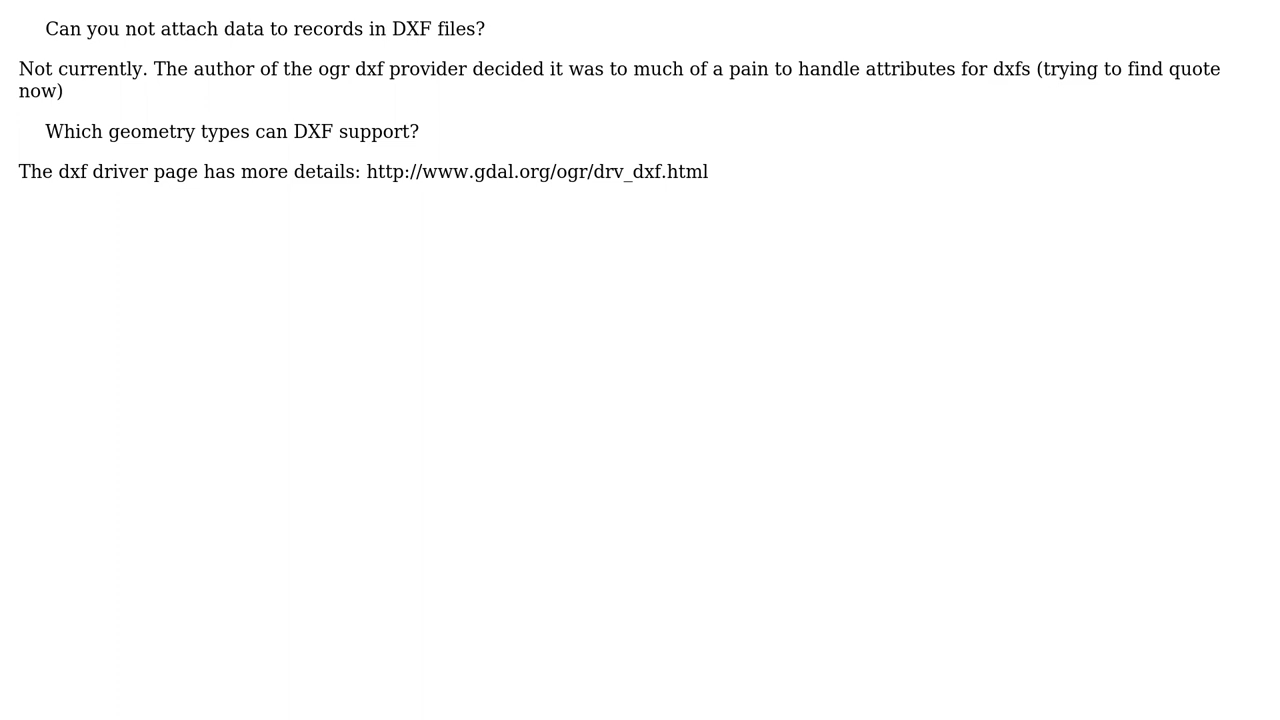 Can you not attach data to records in DXF files?
Not currently. The author of the ogr dxf provider decided it was to much of a pain to handle attributes for dxfs (trying to find quote
now)
Which geometry types can DXF support?
The dxf driver page has more details: http://www.gdal.org/ogr/drv_dxf.html